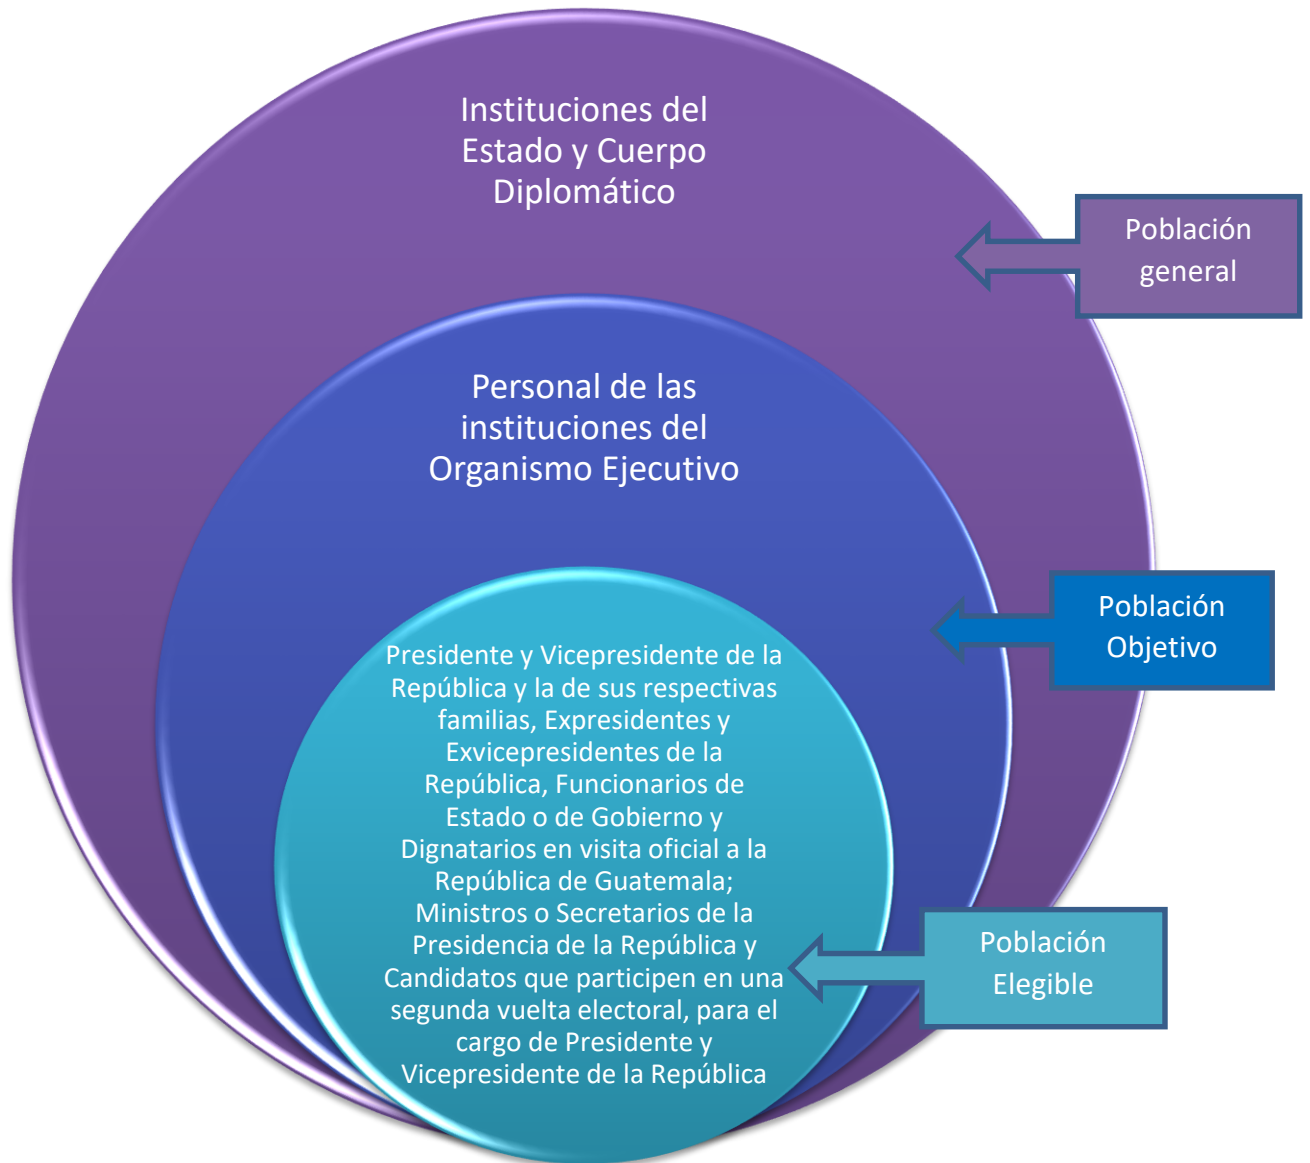 Instituciones del
Estado y Cuerpo
Diplomático
Población
general
Personal de las
instituciones del
Organismo Ejecutivo
Población
Objetivo
Presidente y Vicepresidente de la
República y la de sus respectivas
familias, Expresidentes y
Exvicepresidentes de la
República, Funcionarios de
Estado o de Gobierno y
Dignatarios en visita oficial a la
República de Guatemala;
Ministros o Secretarios de la
Presidencia de la República y
Candidatos que participen en una
segunda vuelta electoral, para el
cargo de Presidente y
Vicepresidente de la República
Población
Elegible